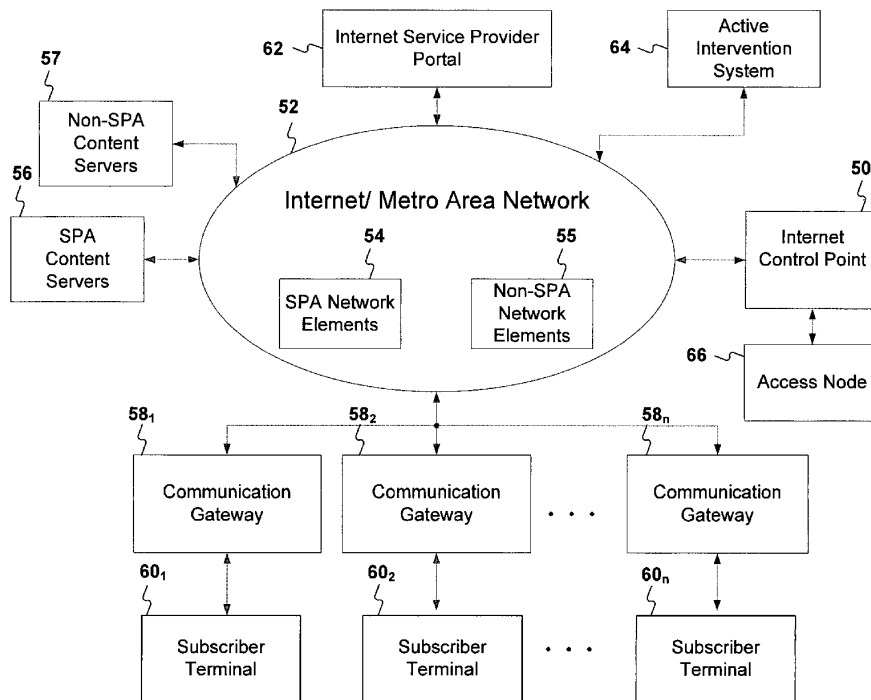 62
Internet Service Provider
Portal
64
Active
Intervention
System
57
Non-SPA
Content
Servers
52
56
SPA
Content
Servers
Internet/ Metro Area Network
54
SPA Network
Elements
55
Non-SPA
Network
Elements
50
Internet
Control Point
66
Access Node
58₁
Communication
Gateway
58₂
Communication
Gateway
. . .
58ₙ
Communication
Gateway
60₁
Subscriber
Terminal
60₂
Subscriber
Terminal
. . .
60ₙ
Subscriber
Terminal